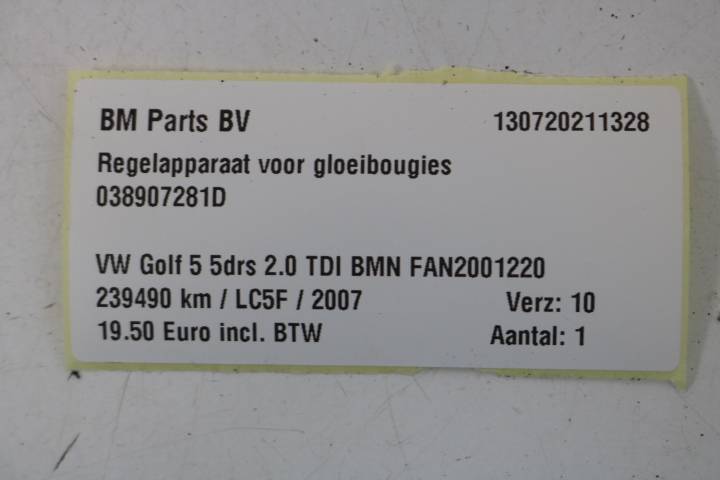 BM Parts BV 130720211328
Regelapparaat voor gloeibougies
038907281D
VW Golf 5 5drs 2.0 TDI BMN FAN2001220
239490 km / LC5F / 2007 Verz: 10
19.50 Euro incl. BTW Aantal: 1